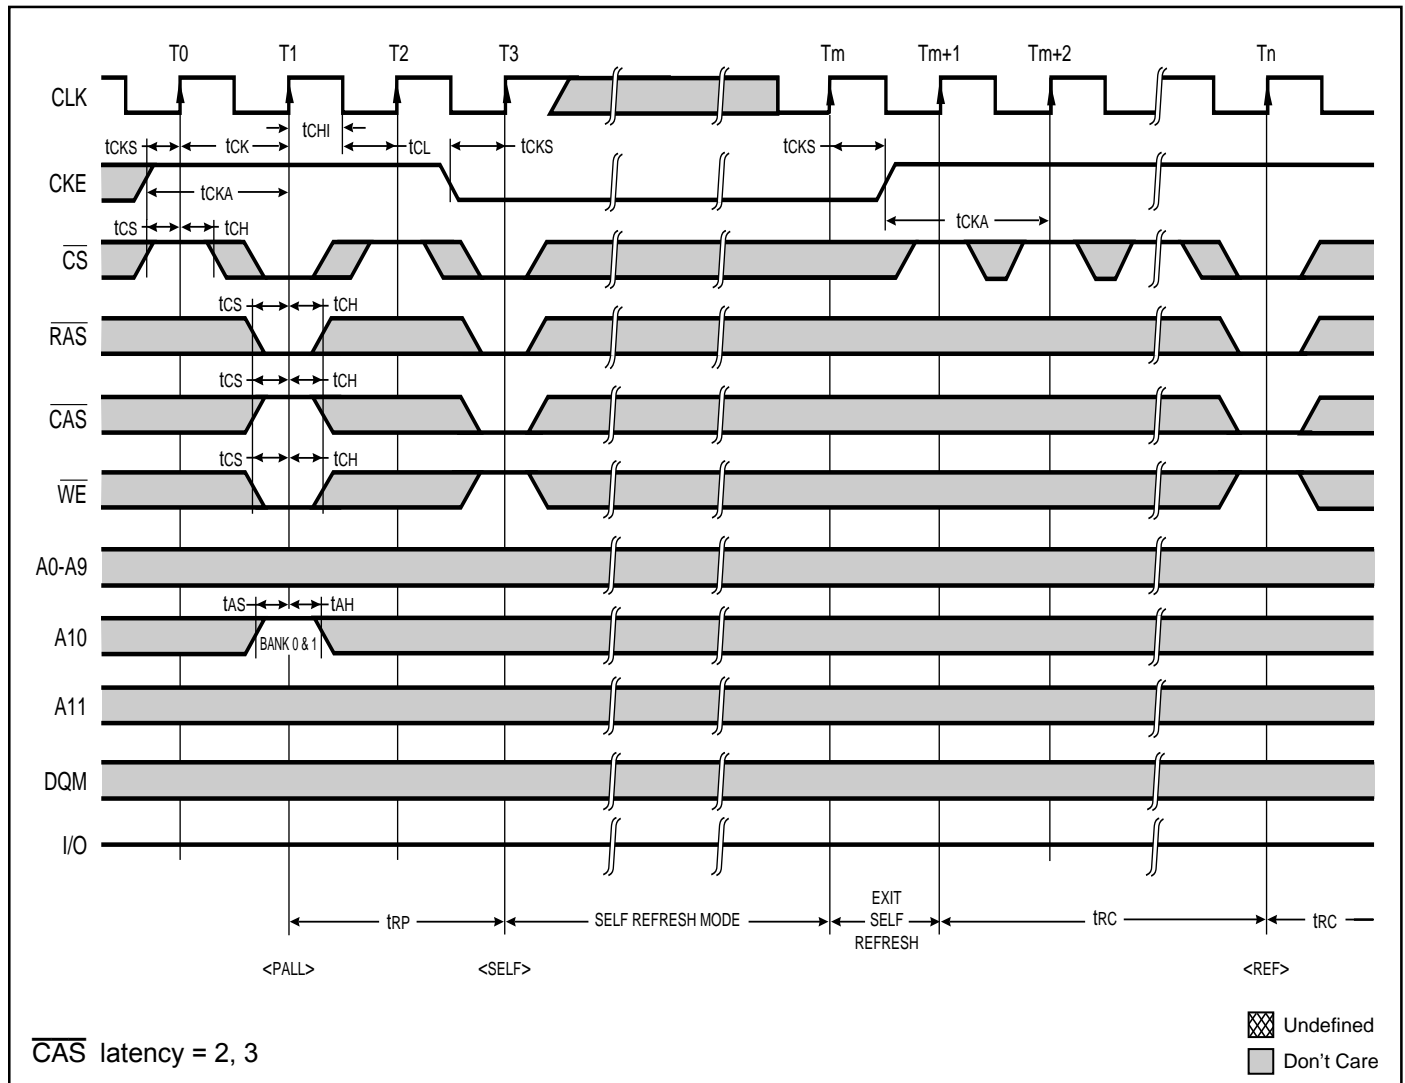 T0 T1 T2 T3 Tm Tm+1 Tm+2 Tn
CLK
tCHI
tCKS tCK tCL tCKS tCKS
CKE
tCKA
tCKA
tCS tCH
CS
tCS tCH
RAS
tCS tCH
CAS
tCS tCH
WE
A0-A9
tAS tAH
A10 BANK 0 & 1
A11
DQM
I/O
tRP SELF REFRESH MODE EXIT SELF REFRESH tRC tRC
<PALL> <SELF> <REF>
Undefined
CAS latency = 2, 3
Don't Care